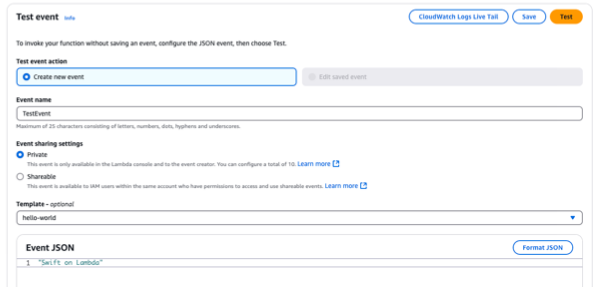 Test event Info CloudWatch Logs Live Tail Save Test
To invoke your function without saving an event, configure the JSON event, then choose Test.
Test event action
Create new event Edit saved event
Event name
TestEvent
Maximum of 25 characters consisting of letters, numbers, dots, hyphens and underscores.
Event sharing settings
Private
This event is only available in the Lambda console and to the event creator. You can configure a total of 10. Learn more
Shareable
This event is available to IAM users within the same account who have permissions to access and use shareable events. Learn more
Template - optional
hello-world
Event JSON Format JSON
1 "Swift on Lambda"